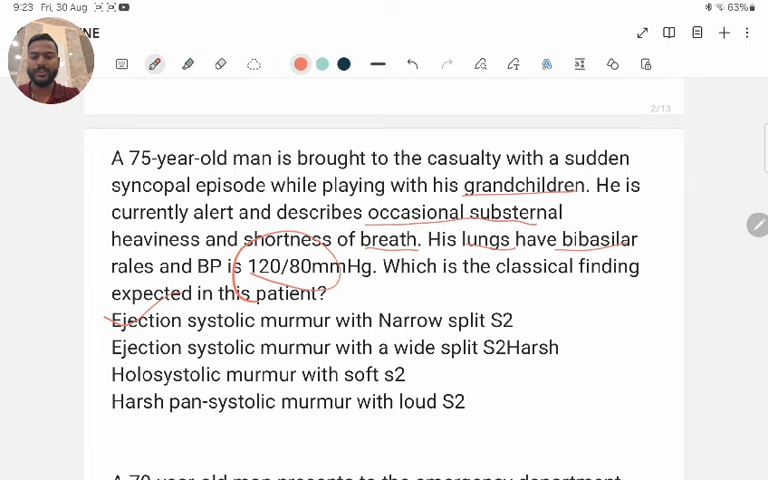 9:23 Fri, 30 Aug
63%
NE
2/13
A 75-year-old man is brought to the casualty with a sudden
syncopal episode while playing with his grandchildren. He is
currently alert and describes occasional substernal
heaviness and shortness of breath. His lungs have bibasilar
rales and BP is 120/80mmHg. Which is the classical finding
expected in this patient?
Ejection systolic murmur with Narrow split S2
Ejection systolic murmur with a wide split S2Harsh
Holosystolic murmur with soft s2
Harsh pan-systolic murmur with loud S2